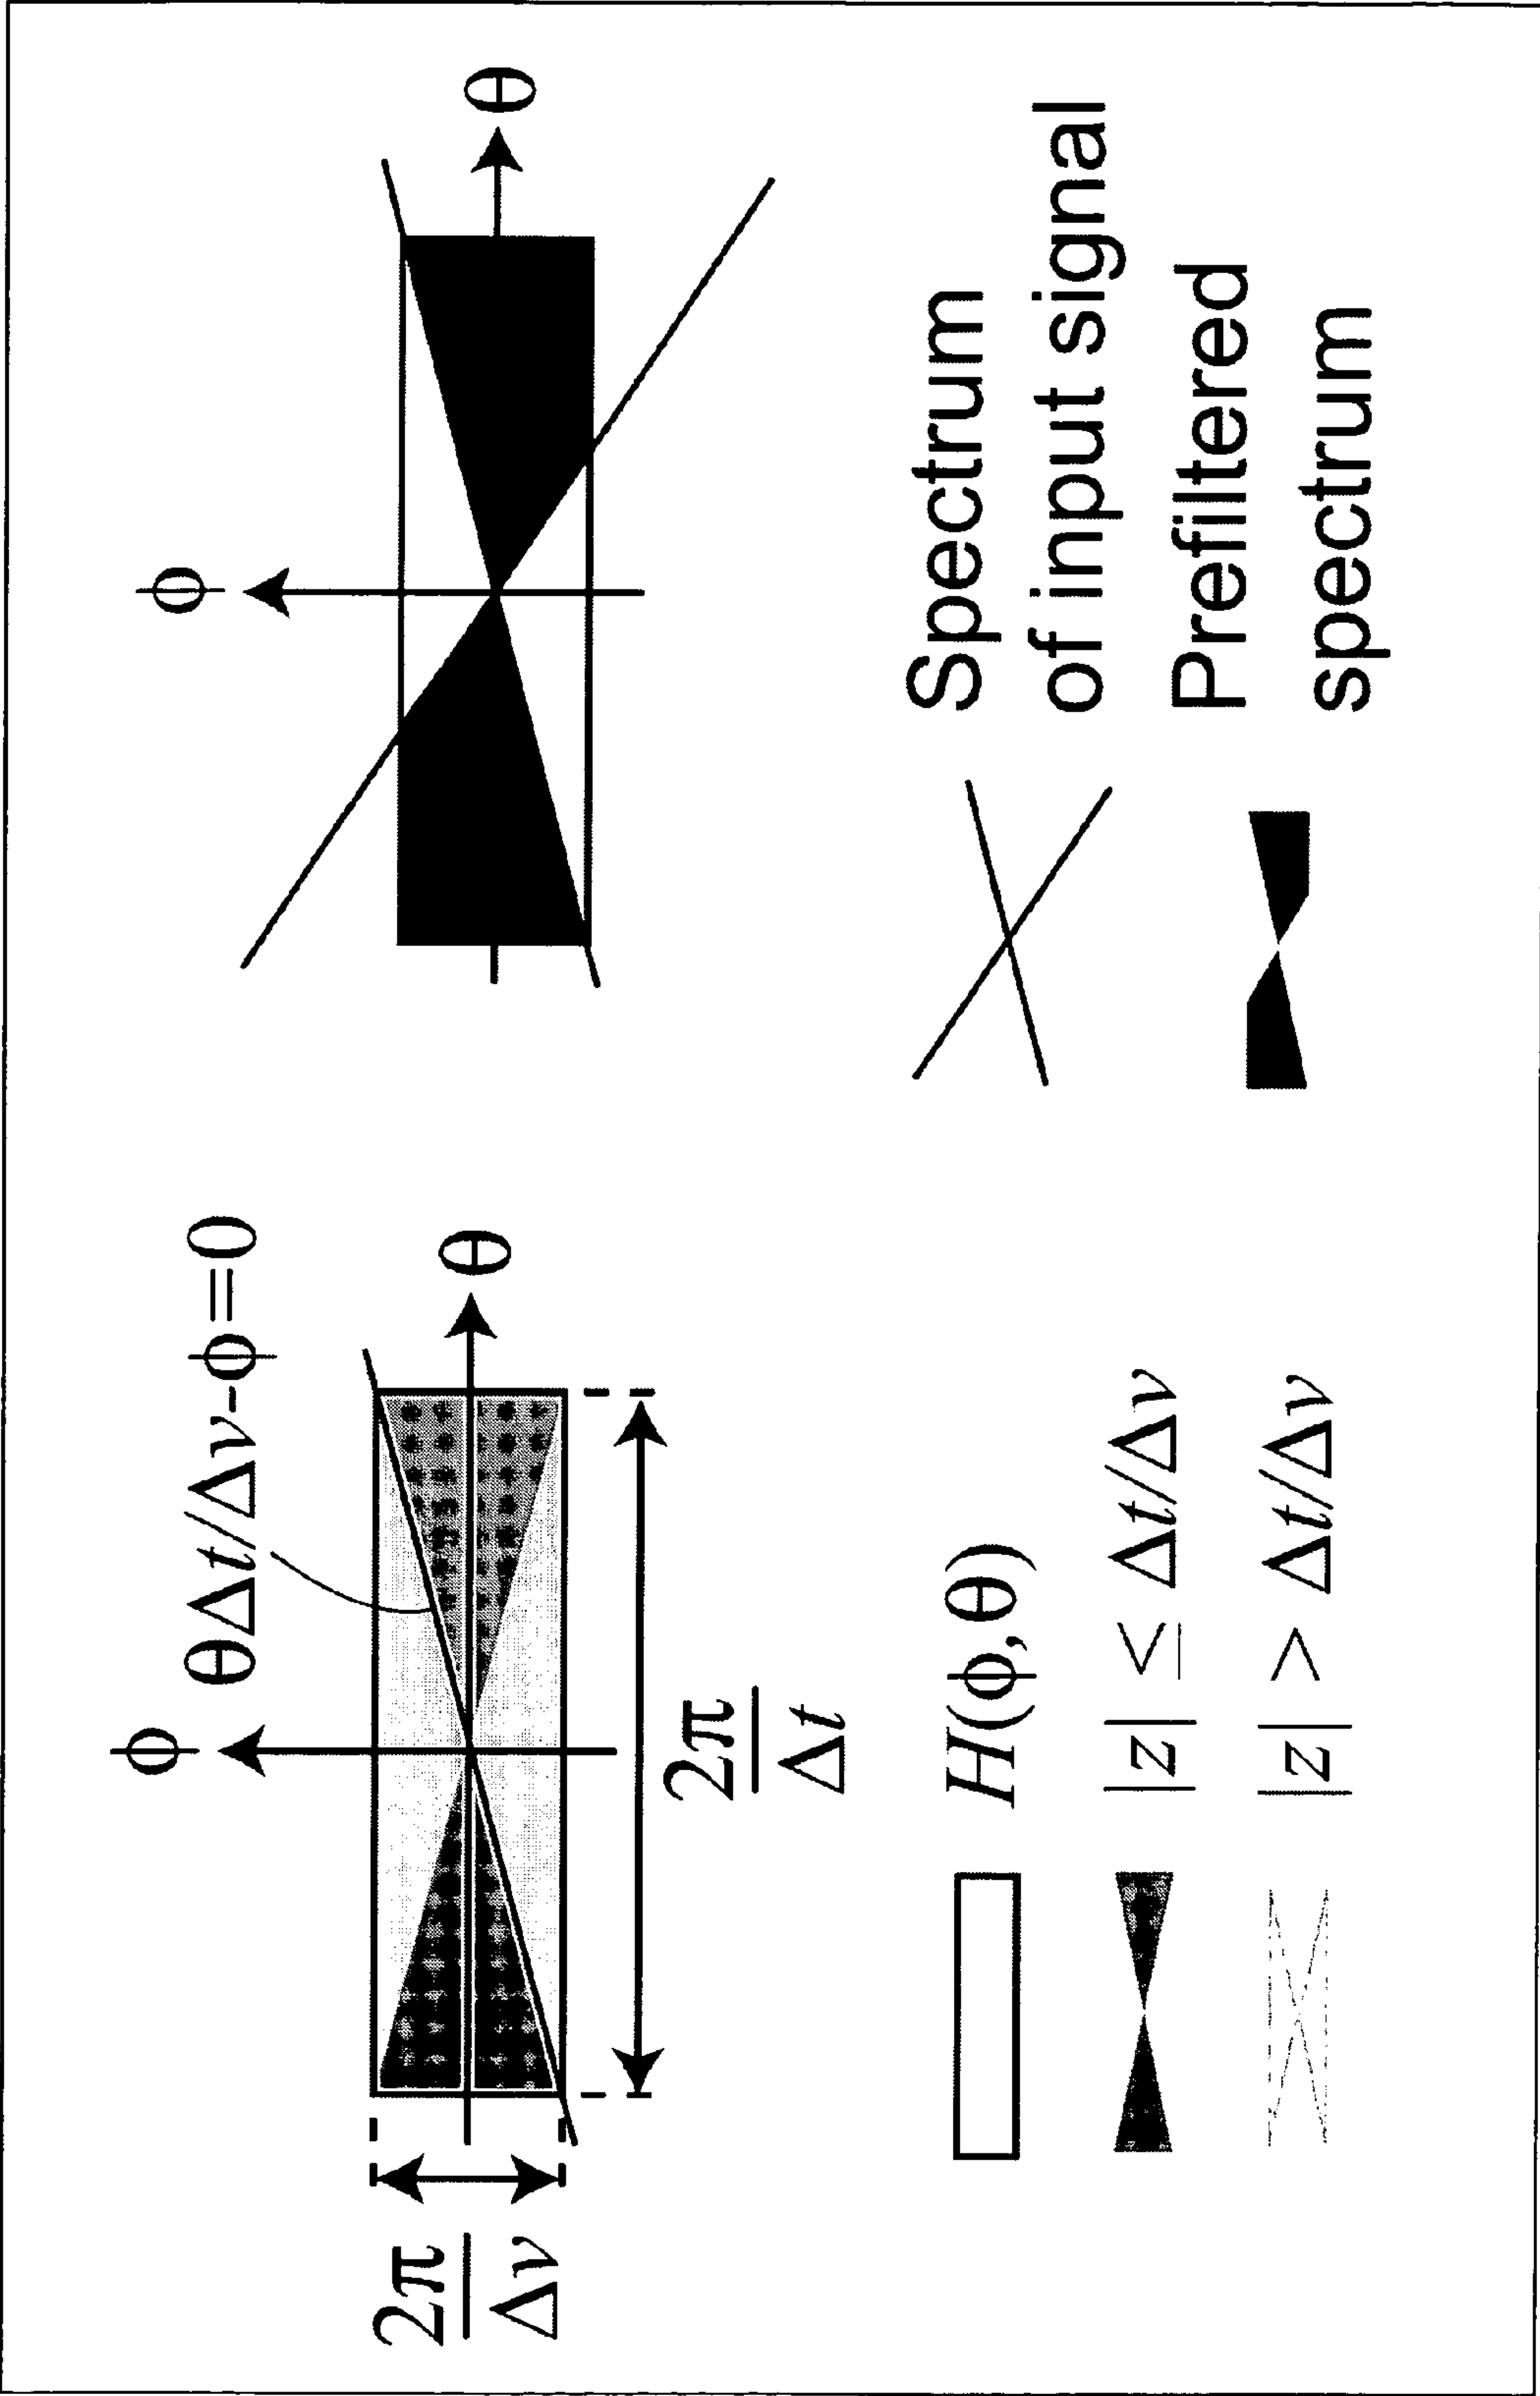 ϕ
θΔt/Δv-ϕ=0
θ
2π
Δv
2π
Δt
H(ϕ,θ)
|z| ≤ Δt/Δv
|z| > Δt/Δv
ϕ
θ
Spectrum
of input signal
Prefiltered
spectrum